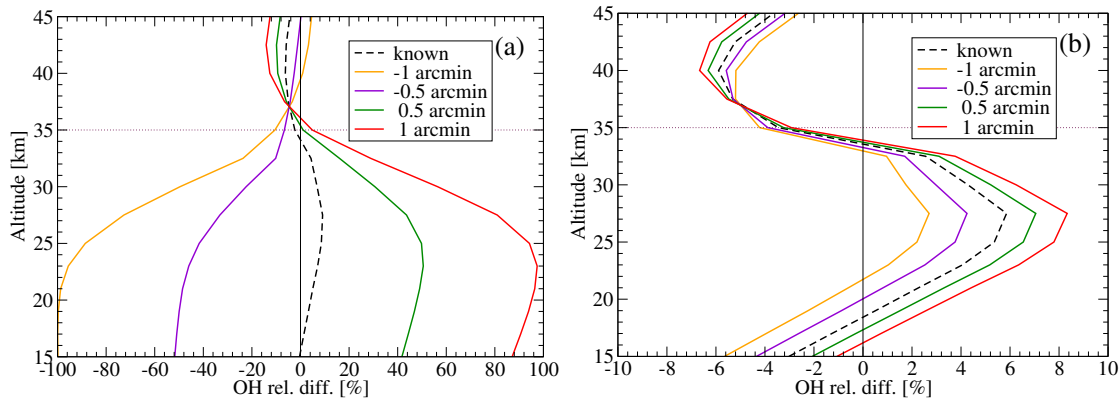 45
40
35
30
25
20
15
Altitude [km]
-100 -80 -60 -40 -20 0 20 40 60 80 100
OH rel. diff. [%]
(a)
known
-1 arcmin
-0.5 arcmin
0.5 arcmin
1 arcmin
45
40
35
30
25
20
15
Altitude [km]
-10 -8 -6 -4 -2 0 2 4 6 8 10
OH rel. diff. [%]
(b)
known
-1 arcmin
-0.5 arcmin
0.5 arcmin
1 arcmin